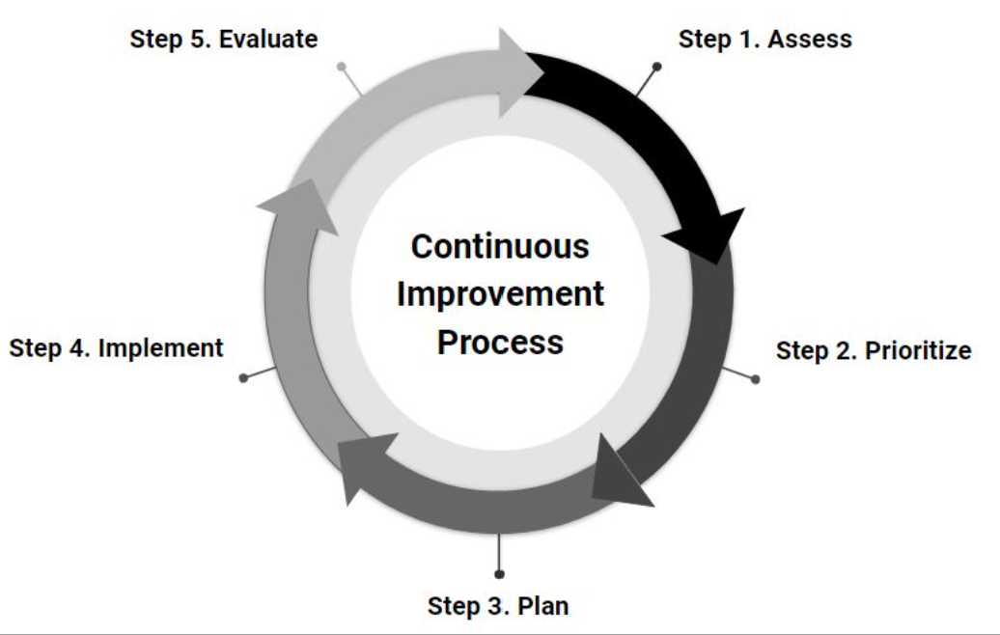 Step 5. Evaluate
Step 1. Assess
Continuous
Improvement
Process
Step 4. Implement
Step 2. Prioritize
Step 3. Plan